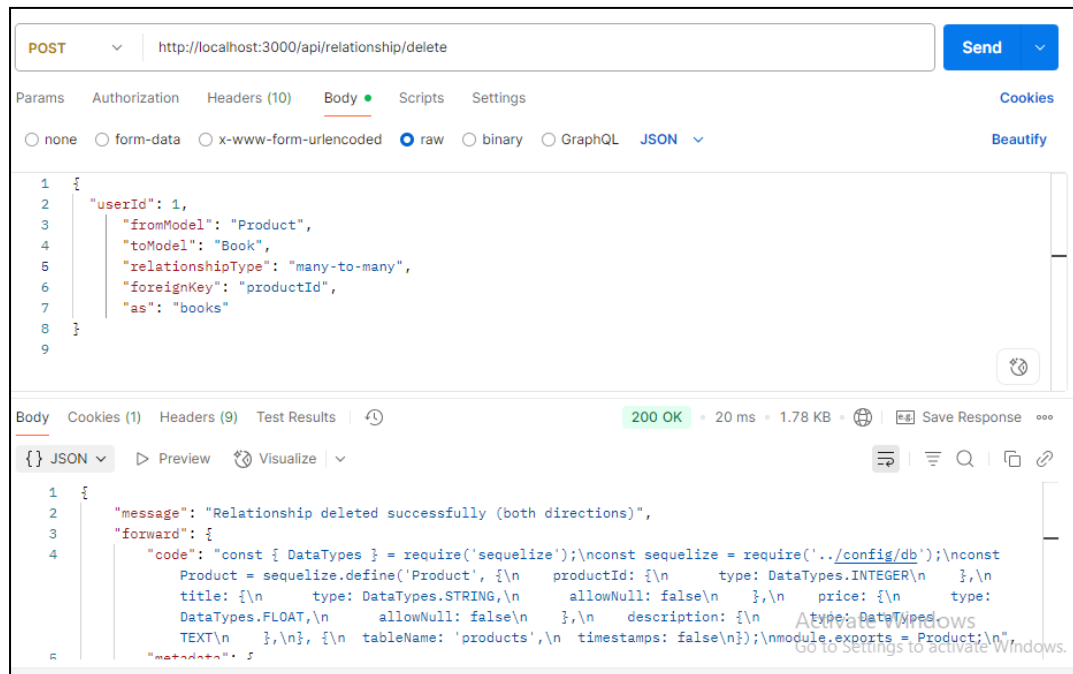 POST http://localhost:3000/api/relationship/delete Send
Params Authorization Headers (10) Body Scripts Settings Cookies
none form-data x-www-form-urlencoded raw binary GraphQL JSON Beautify
1 {
2 "userId": 1,
3 "fromModel": "Product",
4 "toModel": "Book",
5 "relationshipType": "many-to-many",
6 "foreignKey": "productId",
7 "as": "books"
8 }
9
Body Cookies (1) Headers (9) Test Results 200 OK • 20 ms • 1.78 KB • e.g. Save Response
{} JSON Preview Visualize
1 {
2 "message": "Relationship deleted successfully (both directions)",
3 "forward": {
4 "code": "const { DataTypes } = require('sequelize');\nconst sequelize = require('../config/db');\nconst
Product = sequelize.define('Product', {\n    productId: {\n      type: DataTypes.INTEGER\n    },\n
title: {\n      type: DataTypes.STRING,\n      allowNull: false\n    },\n    price: {\n      type:
DataTypes.FLOAT,\n      allowNull: false\n    },\n    description: {\n      type: DataTypes.
TEXT\n    },\n}, {\n  tableName: 'products',\n  timestamps: false\n});\nmodule.exports = Product;\n",
5 "metadata": {
Activate Windows
Go to Settings to activate Windows.